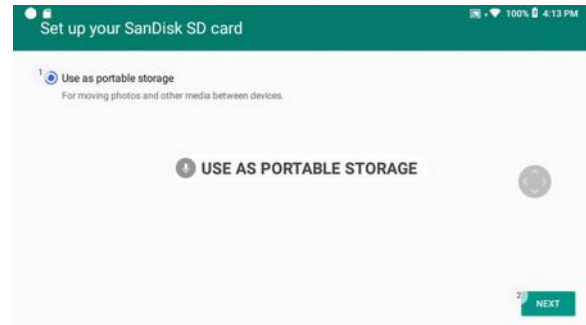 100% 4:13 PM
Set up your SanDisk SD card
1
Use as portable storage
For moving photos and other media between devices.
USE AS PORTABLE STORAGE
2
NEXT